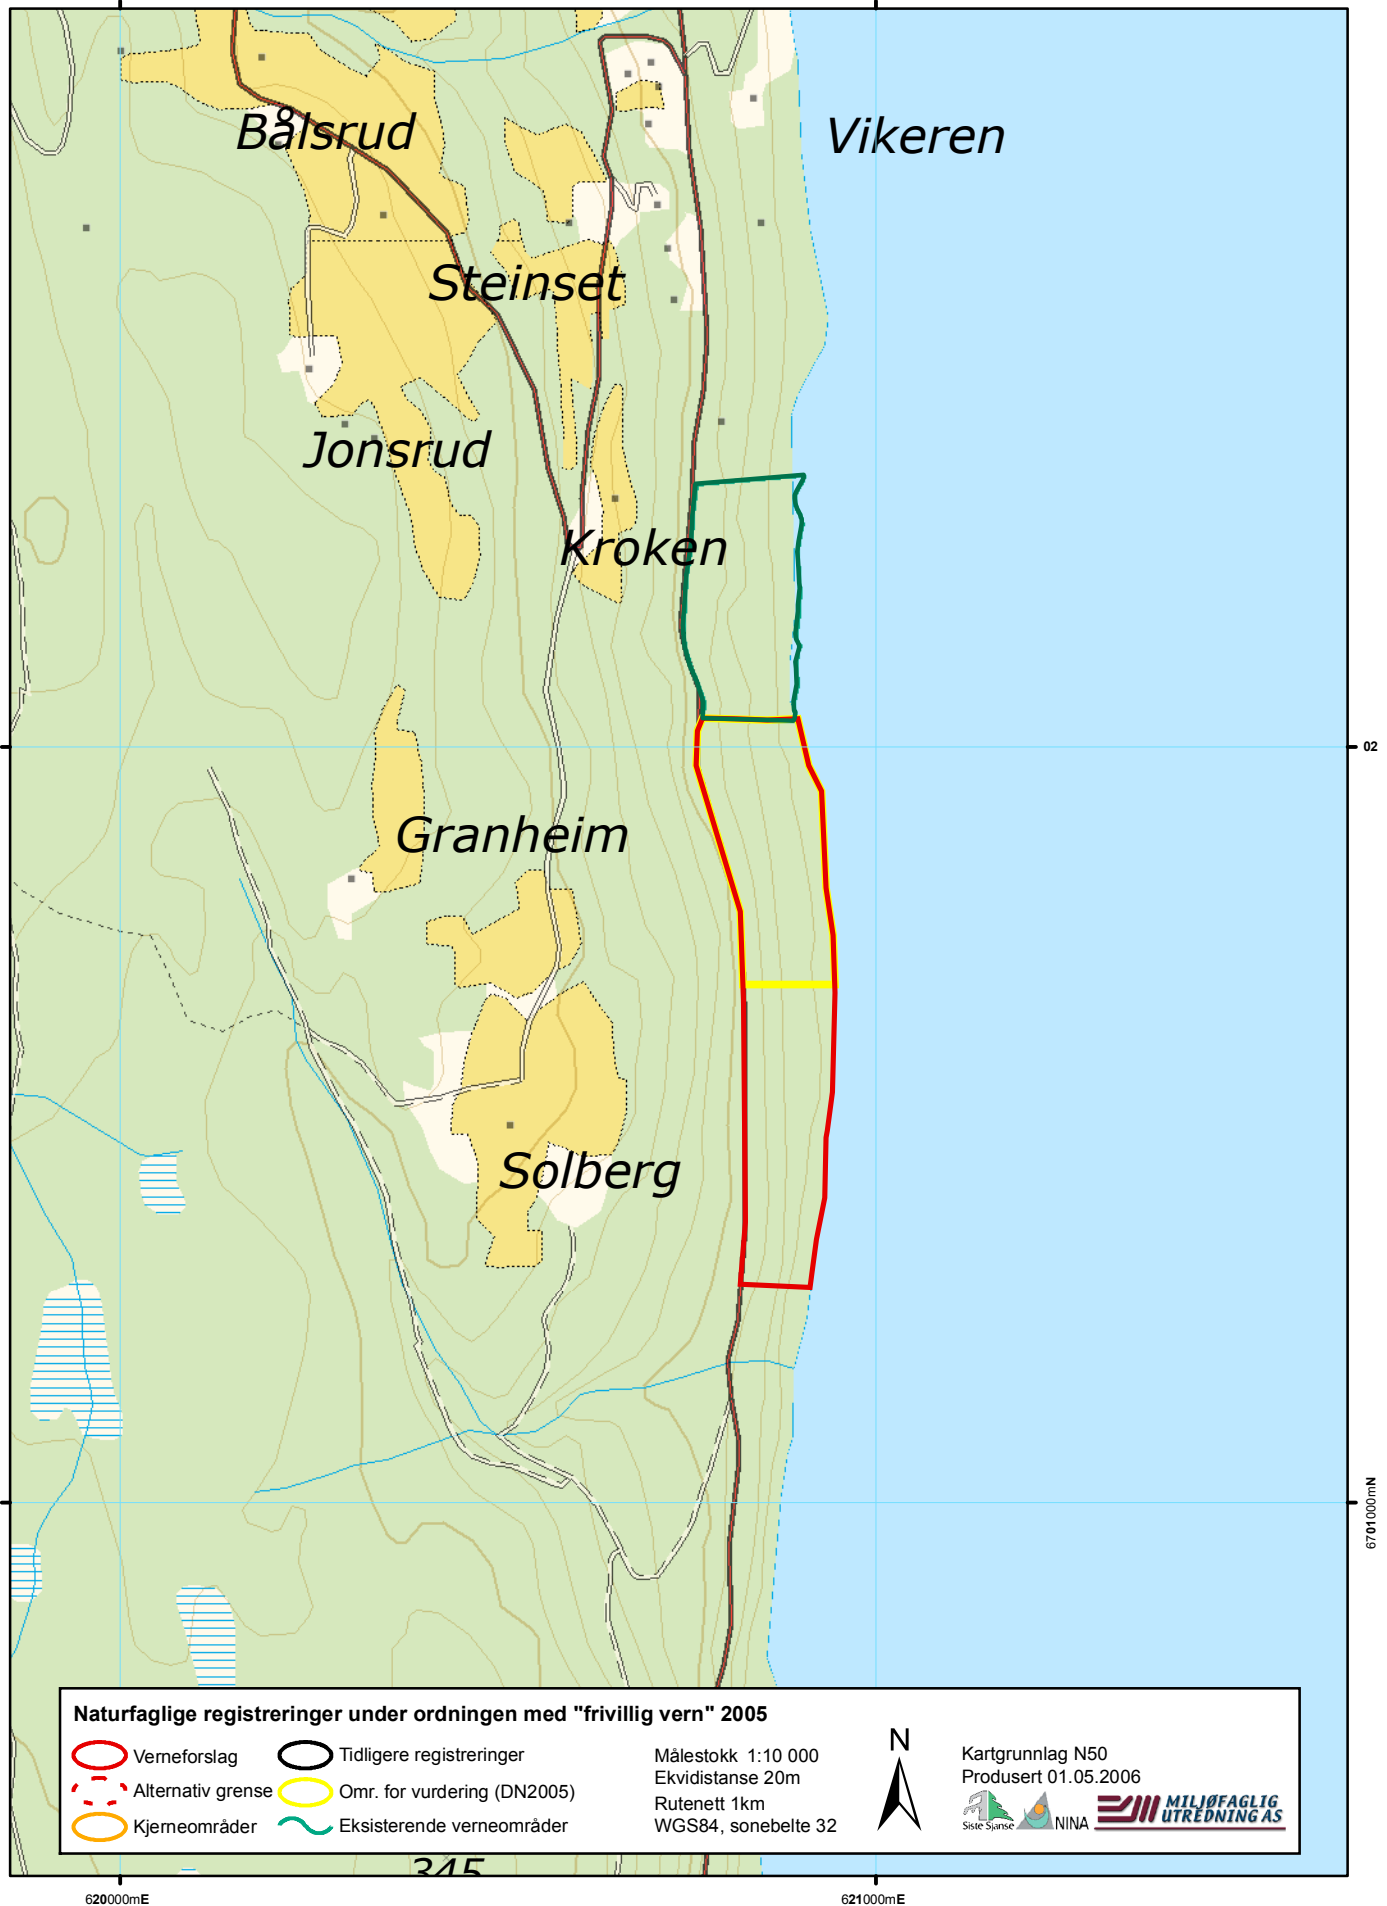 Bålsrud
Vikeren
Steinset
Jonsrud
Kroken
02
Granheim
Solberg
6701000mN
Naturfaglige registreringer under ordningen med "frivillig vern" 2005
Verneforslag
Alternativ grense
Kjerneområder
Tidligere registreringer
Omr. for vurdering (DN2005)
Eksisterende verneområder
Målestokk 1:10 000
Ekvidistanse 20m
Rutenett 1km
WGS84, sonebelte 32
N
Kartgrunnlag N50
Produsert 01.05.2006
Siste Sjanse
NINA
MILJØFAGLIG
UTREDNING AS
345
620000mE
621000mE